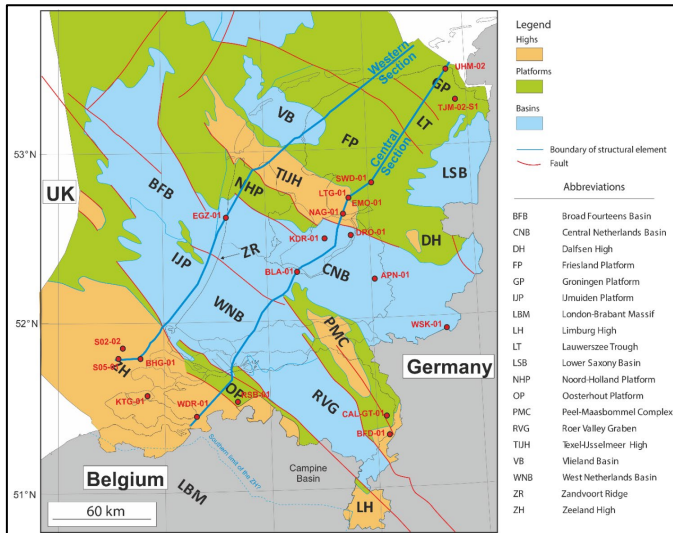 Western
Section
Central
Section
UHM-02
GP
TJM-02-S1
LT
VB
FP
53°N
TIJH
LSB
SWD-01
BFB
LTG-01
EMO-01
UK
NHP
NAG-01
EGZ-01
KDR-01
DRO-01
DH
ZR
IJP
BLA-01
CNB
APN-01
WNB
52°N
WSK-01
S02-02
PMC
Germany
BHG-01
ZH
OP
RSB-01
RVG
KTG-01
WDR-01
CAL-GT-01
BFD-01
Southern limit of the ZH?
Belgium
Campine
Basin
LBM
51°N
LH
60 km
Legend
Highs
Platforms
Basins
Boundary of structural element
Fault
Abbreviations
BFB Broad Fourteens Basin
CNB Central Netherlands Basin
DH Dalfsen High
FP Friesland Platform
GP Groningen Platform
IJP IJmuiden Platform
LBM London-Brabant Massif
LH Limburg High
LT Lauwerszee Trough
LSB Lower Saxony Basin
NHP Noord-Holland Platform
OP Oosterhout Platform
PMC Peel-Maasbommel Complex
RVG Roer Valley Graben
TIJH Texel-IJsselmeer High
VB Vlieland Basin
WNB West Netherlands Basin
ZR Zandvoort Ridge
ZH Zeeland High